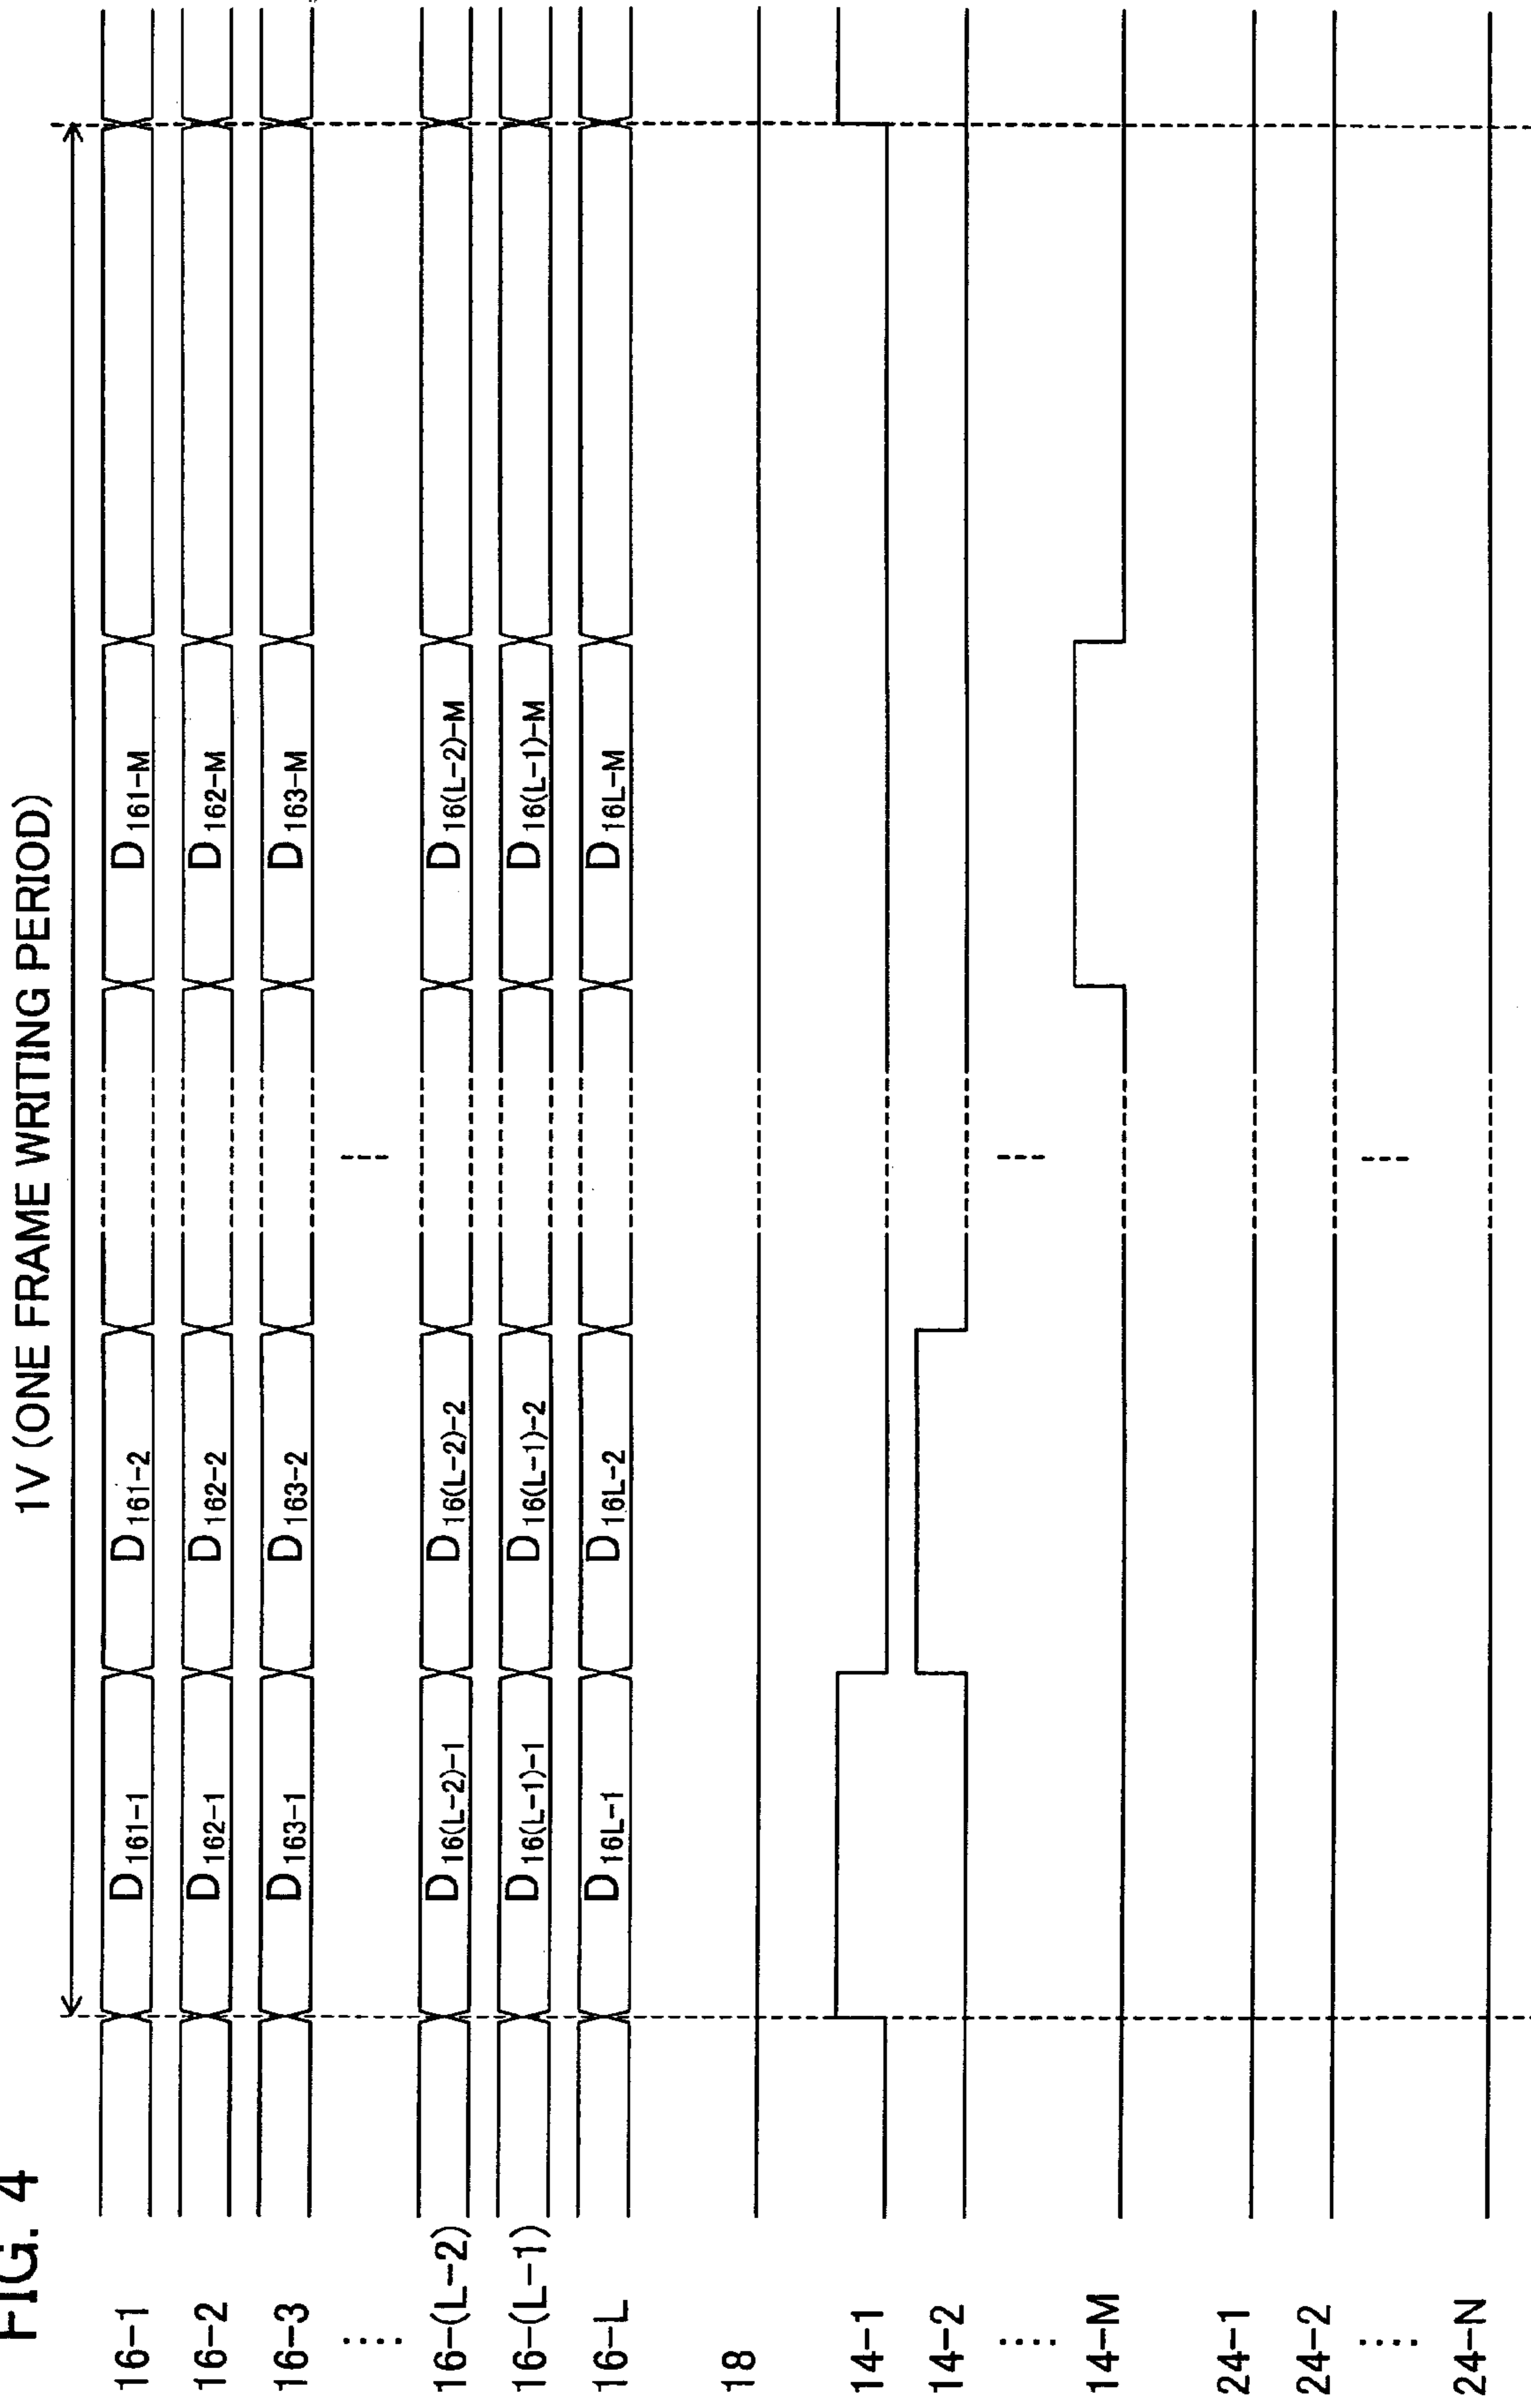 FIG. 4
1V (ONE FRAME WRITING PERIOD)
16-1 D161-1 D161-2 D161-M
16-2 D162-1 D162-2 D162-M
16-3 D163-1 D163-2 D163-M
16-(L-2) D16(L-2)-1 D16(L-2)-2 D16(L-2)-M
16-(L-1) D16(L-1)-1 D16(L-1)-2 D16(L-1)-M
16-L D16L-1 D16L-2 D16L-M
18
14-1
14-2
14-M
24-1
24-2
24-N